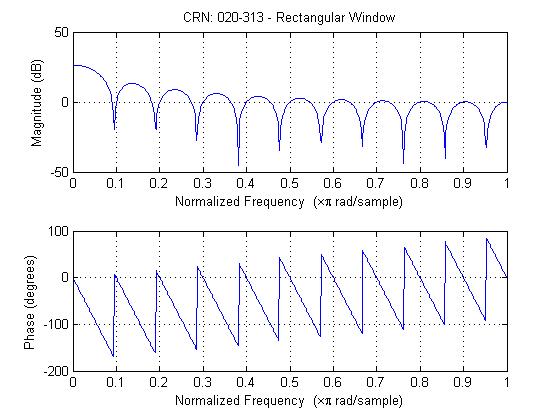 CRN: 020-313 - Rectangular Window
50
0
-50
Magnitude (dB)
0 0.1 0.2 0.3 0.4 0.5 0.6 0.7 0.8 0.9 1
Normalized Frequency (×π rad/sample)
100
0
-100
-200
Phase (degrees)
0 0.1 0.2 0.3 0.4 0.5 0.6 0.7 0.8 0.9 1
Normalized Frequency (×π rad/sample)